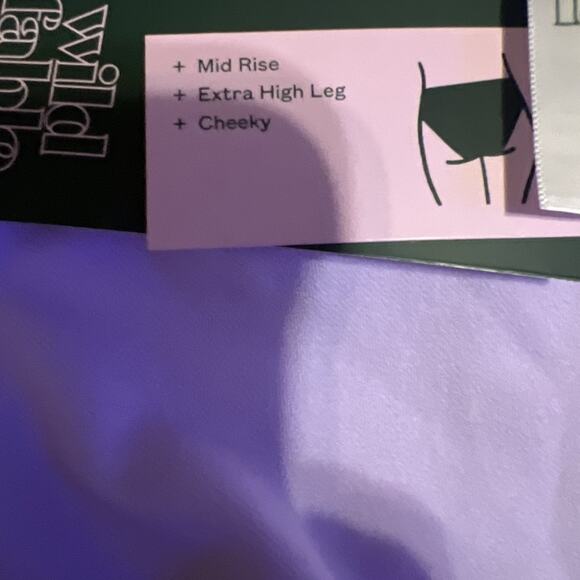 wild
fable
+ Mid Rise
+ Extra High Leg
+ Cheeky